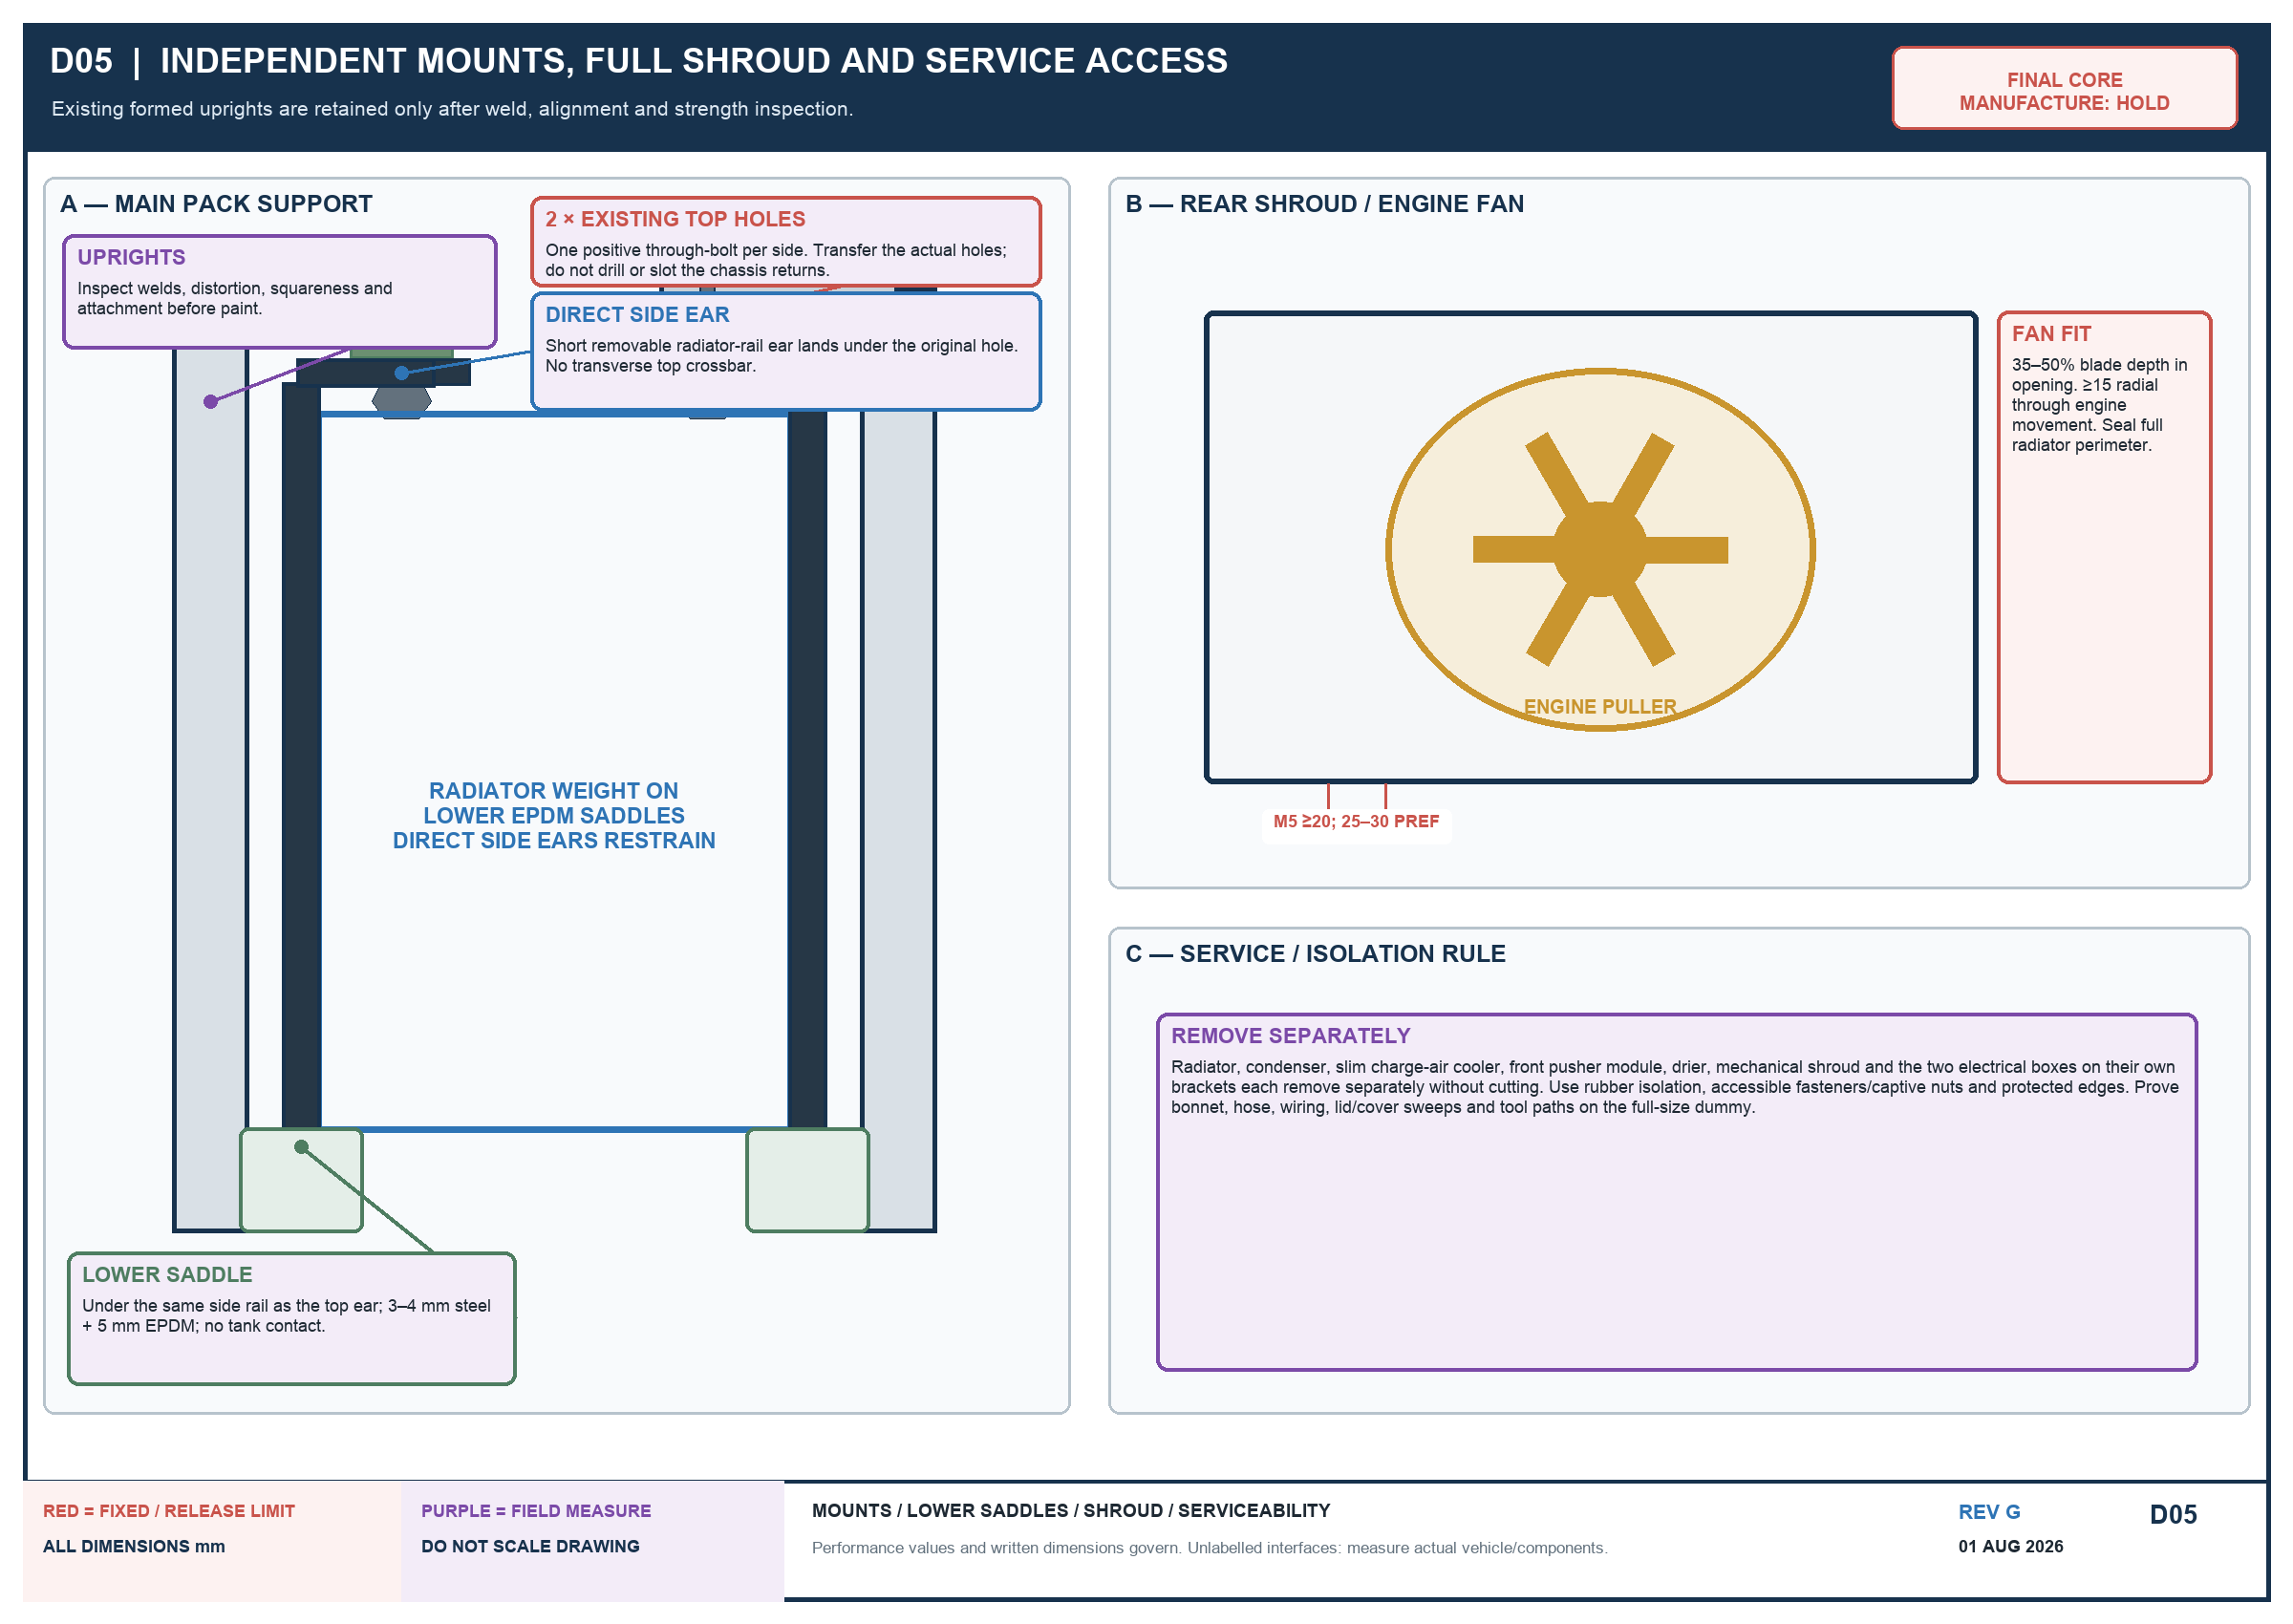 D05 | INDEPENDENT MOUNTS, FULL SHROUD AND SERVICE ACCESS
Existing formed uprights are retained only after weld, alignment and strength inspection.
FINAL CORE
MANUFACTURE: HOLD
A — MAIN PACK SUPPORT
UPRIGHTS
Inspect welds, distortion, squareness and
attachment before paint.
2 × EXISTING TOP HOLES
One positive through-bolt per side. Transfer the actual holes;
do not drill or slot the chassis returns.
DIRECT SIDE EAR
Short removable radiator-rail ear lands under the original hole.
No transverse top crossbar.
RADIATOR WEIGHT ON
LOWER EPDM SADDLES
DIRECT SIDE EARS RESTRAIN
LOWER SADDLE
Under the same side rail as the top ear; 3–4 mm steel
+ 5 mm EPDM; no tank contact.
B — REAR SHROUD / ENGINE FAN
ENGINE PULLER
FAN FIT
35–50% blade depth in
opening. ≥15 radial
through engine
movement. Seal full
radiator perimeter.
M5 ≥20; 25–30 PREF
C — SERVICE / ISOLATION RULE
REMOVE SEPARATELY
Radiator, condenser, slim charge-air cooler, front pusher module, drier, mechanical shroud and the two electrical boxes on their own
brackets each remove separately without cutting. Use rubber isolation, accessible fasteners/captive nuts and protected edges. Prove
bonnet, hose, wiring, lid/cover sweeps and tool paths on the full-size dummy.
RED = FIXED / RELEASE LIMIT
ALL DIMENSIONS mm
PURPLE = FIELD MEASURE
DO NOT SCALE DRAWING
MOUNTS / LOWER SADDLES / SHROUD / SERVICEABILITY
Performance values and written dimensions govern. Unlabelled interfaces: measure actual vehicle/components.
REV G
01 AUG 2026
D05